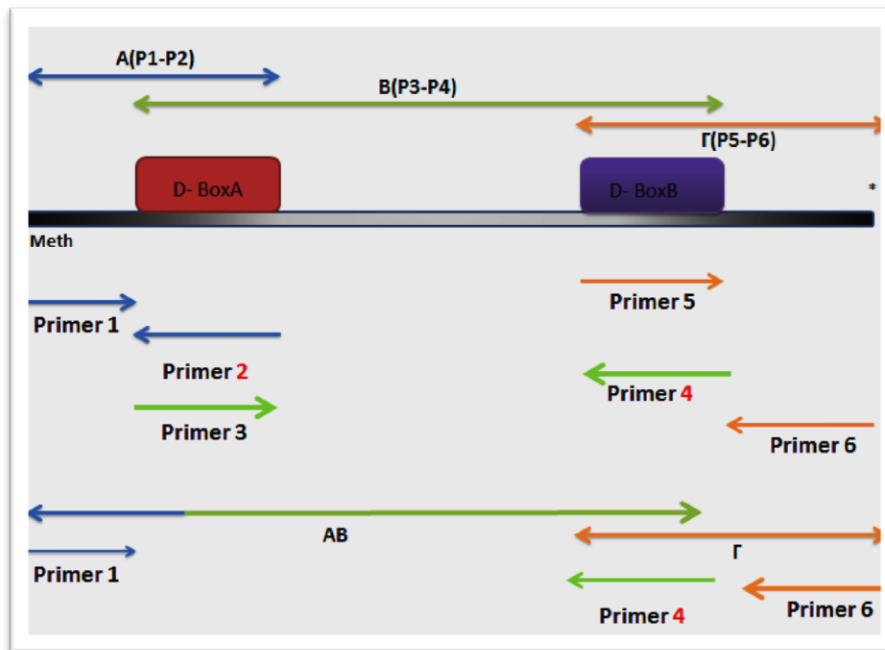 A(P1-P2)
B(P3-P4)
Γ(P5-P6)
D- BoxA
D- BoxB
*
Meth
Primer 1
Primer 5
Primer 2
Primer 4
Primer 3
Primer 6
AB
Γ
Primer 1
Primer 4
Primer 6